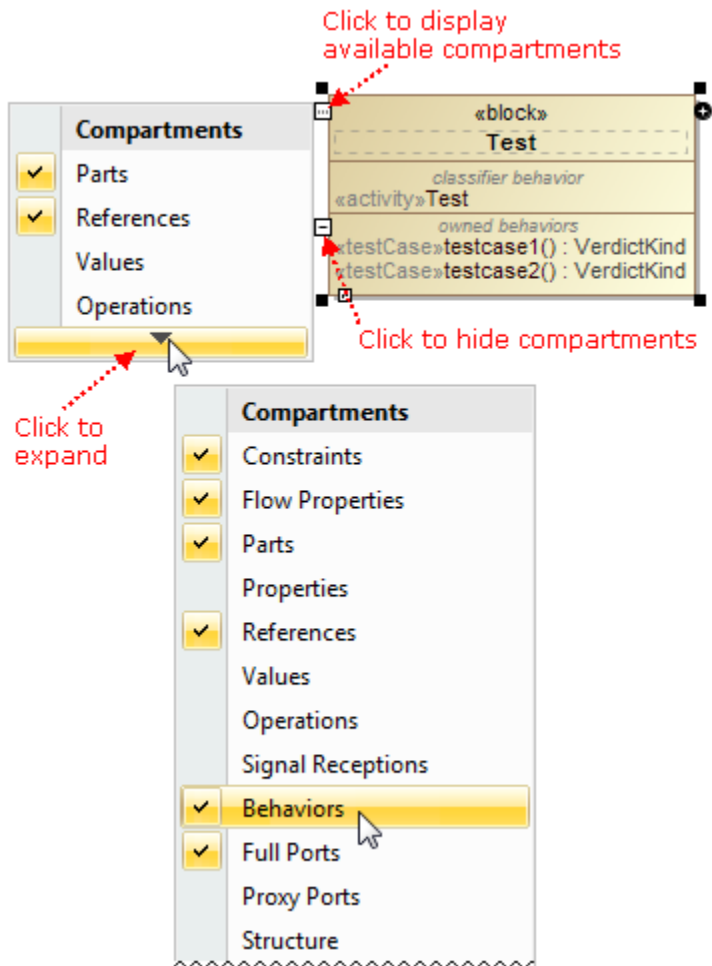 Click to display
available compartments
Compartments
Parts
References
Values
Operations
«block»
Test
classifier behavior
«activity»Test
owned behaviors
«testCase»testcase1() : VerdictKind
«testCase»testcase2() : VerdictKind
Click to hide compartments
Click to
expand
Compartments
Constraints
Flow Properties
Parts
Properties
References
Values
Operations
Signal Receptions
Behaviors
Full Ports
Proxy Ports
Structure